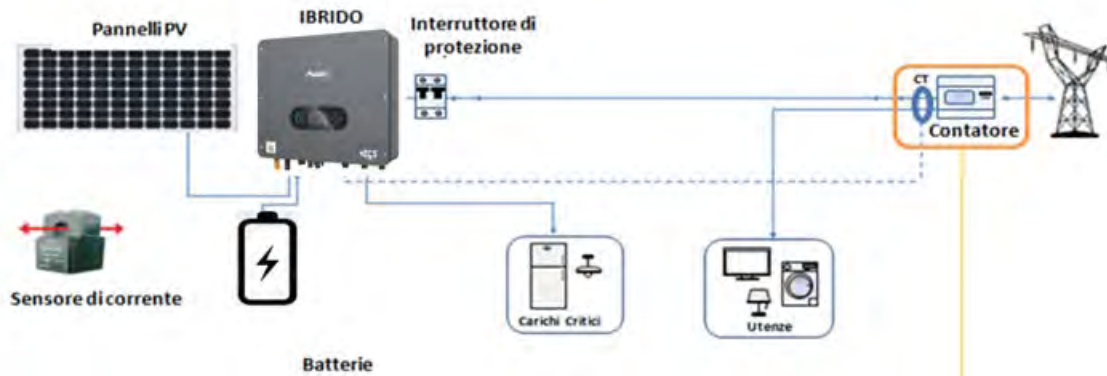 IBRIDO
Pannelli PV
Interruttore di
protezione
CT
Contatore
Sensore di corrente
Carichi Critici
Utenze
Batterie